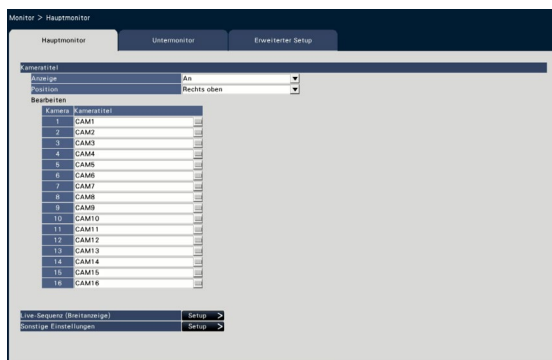 Monitor > Hauptmonitor
Hauptmonitor Untermonitor Erweiterter Setup
Kameratitel
Anzeige An
Position Rechts oben
Bearbeiten
Kamera Kameratitel
1 CAM1
2 CAM2
3 CAM3
4 CAM4
5 CAM5
6 CAM6
7 CAM7
8 CAM8
9 CAM9
10 CAM10
11 CAM11
12 CAM12
13 CAM13
14 CAM14
15 CAM15
16 CAM16
Live-Sequenz (Breitanzeige) Setup >
Sonstige Einstellungen Setup >